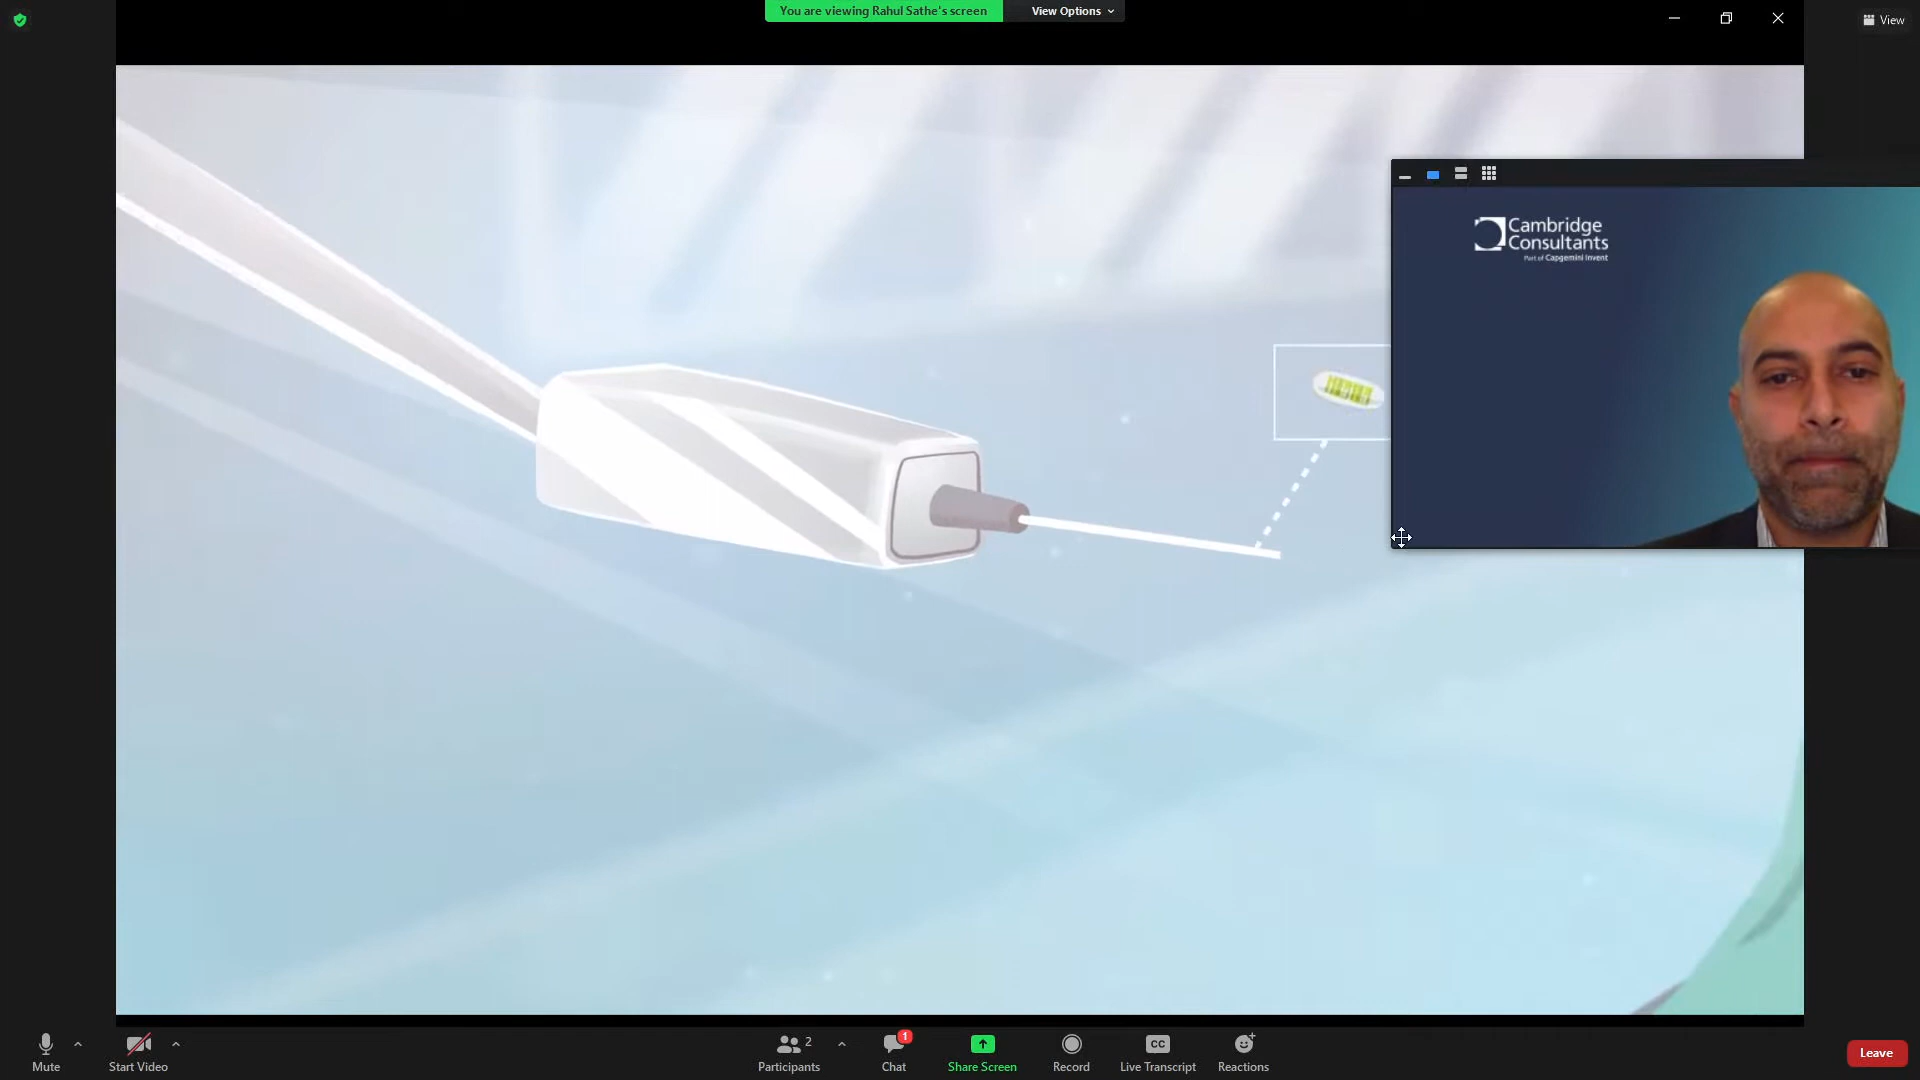 You are viewing Rahul Sathe's screen
View Options
View
Cambridge
Consultants
Part of Capgemini Invent
Mute
Start Video
Participants
2
Chat
1
Share Screen
Record
CC
Live Transcript
Reactions
Leave